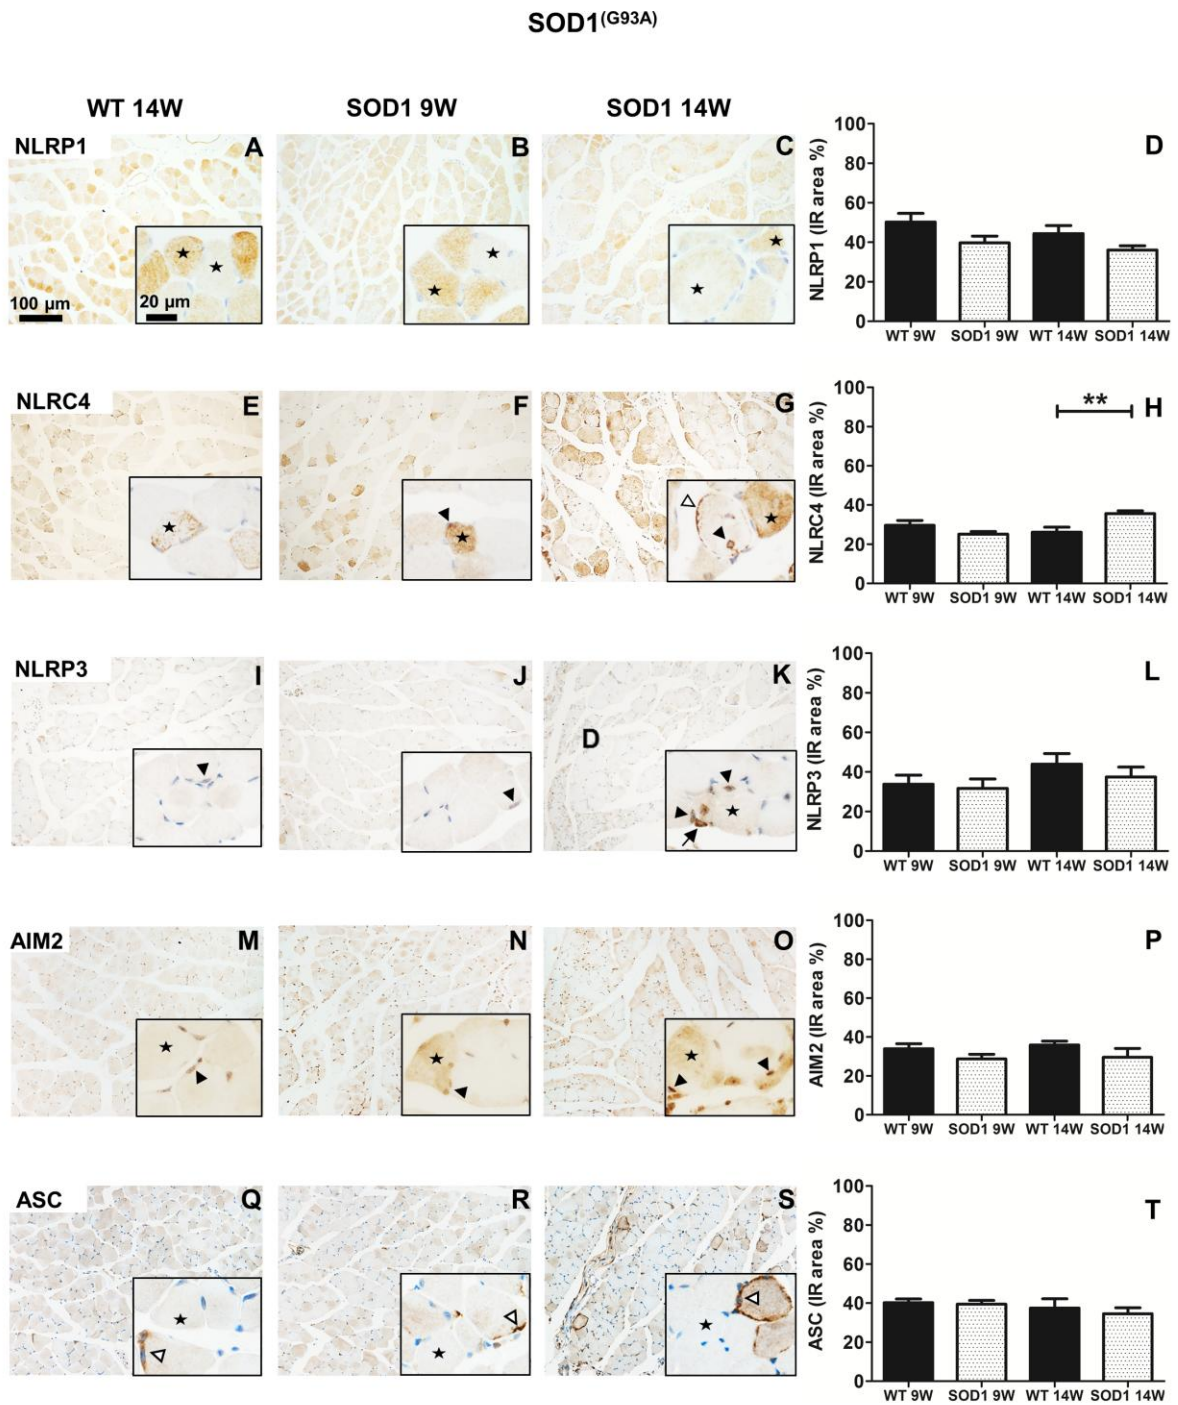 SOD1(G93A)
WT 14W SOD1 9W SOD1 14W
NLRP1 A B C D
100 µm 20 µm
NLRP1 (IR area %)
100
80
60
40
20
0
WT 9W SOD1 9W WT 14W SOD1 14W
NLRC4 E F G H
**
NLRC4 (IR area %)
100
80
60
40
20
0
WT 9W SOD1 9W WT 14W SOD1 14W
NLRP3 I J K L
D
NLRP3 (IR area %)
100
80
60
40
20
0
WT 9W SOD1 9W WT 14W SOD1 14W
AIM2 M N O P
AIM2 (IR area %)
100
80
60
40
20
0
WT 9W SOD1 9W WT 14W SOD1 14W
ASC Q R S T
ASC (IR area %)
100
80
60
40
20
0
WT 9W SOD1 9W WT 14W SOD1 14W